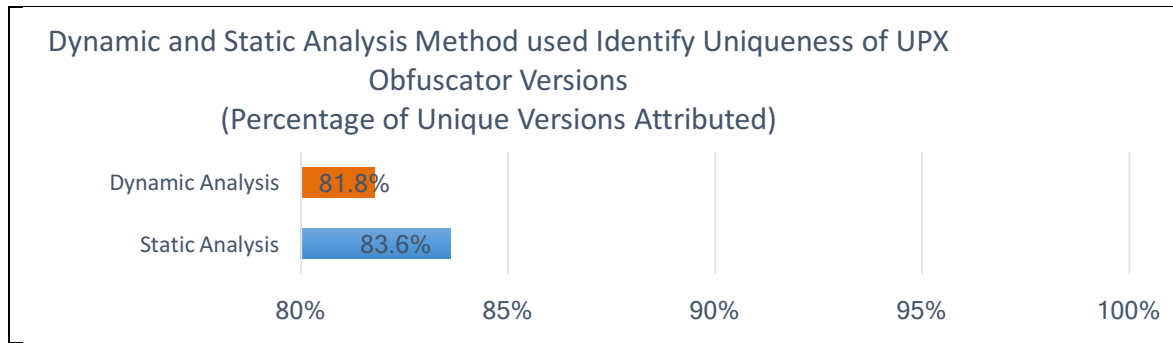 Dynamic and Static Analysis Method used Identify Uniqueness of UPX
Obfuscator Versions
(Percentage of Unique Versions Attributed)
Dynamic Analysis
81.8%
Static Analysis
83.6%
80%
85%
90%
95%
100%